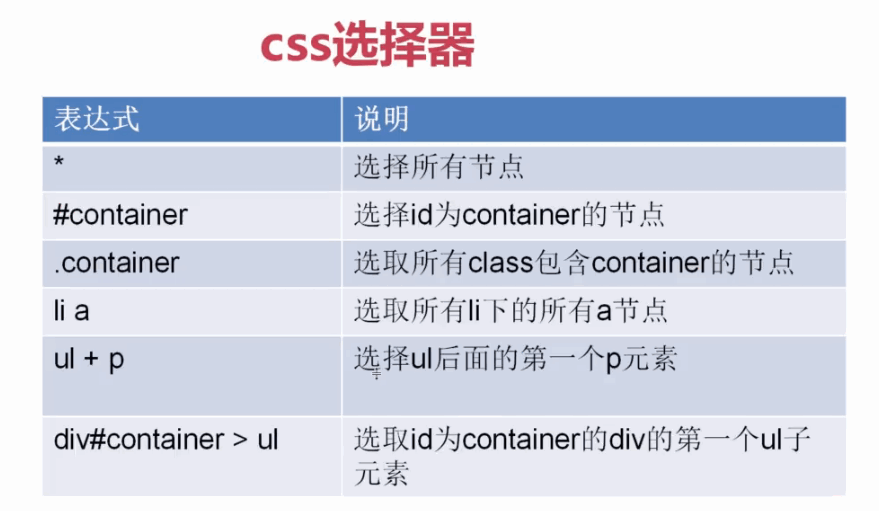 css选择器
表达式 说明
* 选择所有节点
#container 选择id为container的节点
.container 选取所有class包含container的节点
li a 选取所有li下的所有a节点
ul + p 选择ul后面的第一个p元素
div#container > ul 选取id为container的div的第一个ul子
元素